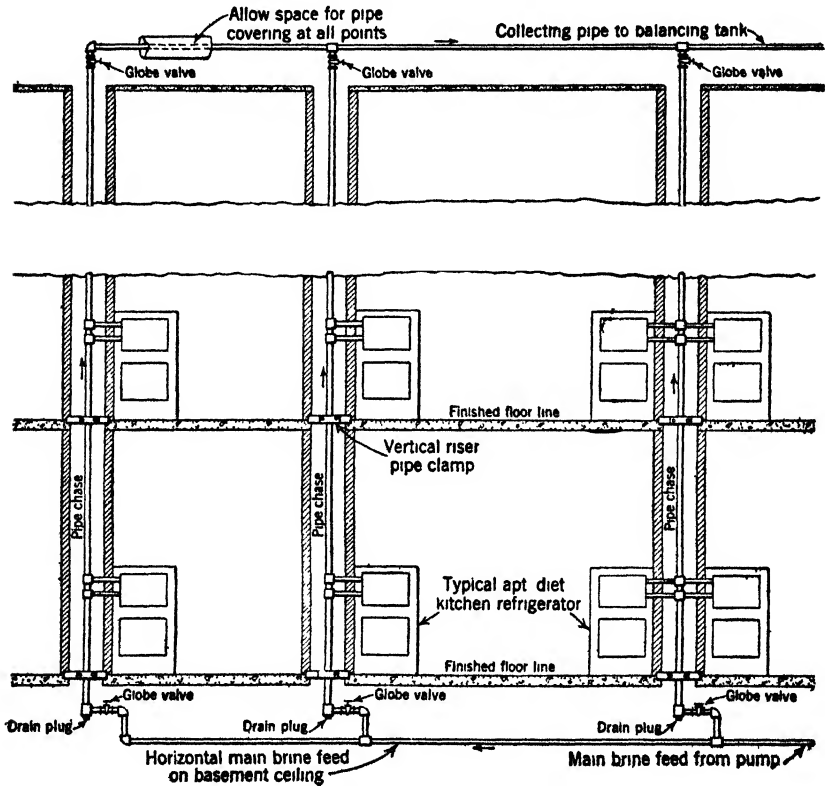 Allow space for pipe
covering at all points
Collecting pipe to balancing tank
Globe valve
Globe valve
Globe valve
Finished floor line
Vertical riser
pipe clamp
Pipe chase
Pipe chase
Pipe chase
Typical apt diet
kitchen refrigerator
Finished floor line
Globe valve
Globe valve
Globe valve
Drain plug
Drain plug
Drain plug
Horizontal main brine feed
on basement ceiling
Main brine feed from pump